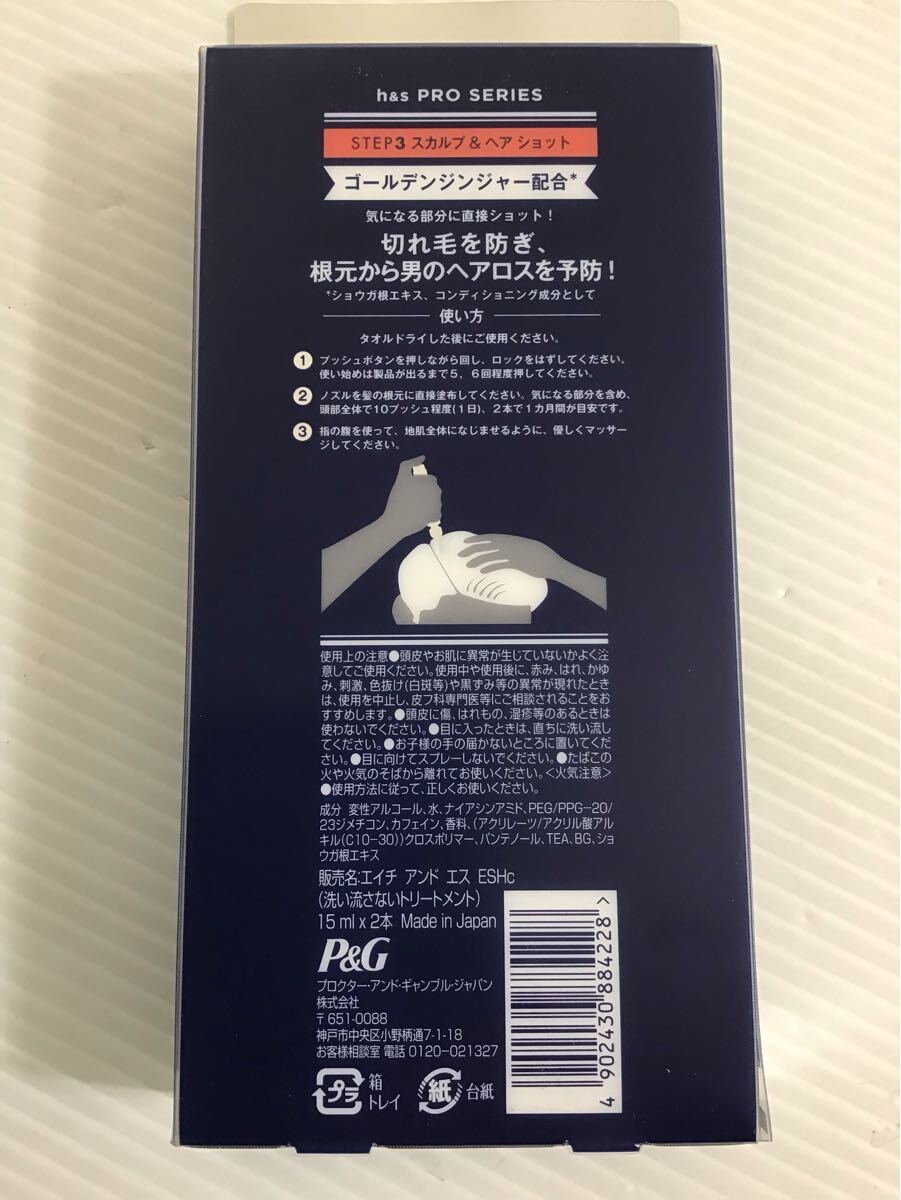 h&s PRO SERIES
STEP3 スカルプ & ヘア ショット
ゴールデンジンジャー配合*
気になる部分に直接ショット!
切れ毛を防ぎ、
根元から男のヘアロスを予防!
*ショウガ根エキス、コンディショニング成分として
使い方
タオルドライした後にご使用ください。
1 プッシュボタンを押しながら回し、ロックをはずしてください。
使い始めは製品が出るまで5，6回程度押してください。
2 ノズルを髪の根元に直接塗布してください。気になる部分を含め、
頭部全体で10プッシュ程度(1日)、2本で1カ月間が目安です。
3 指の腹を使って、地肌全体になじませるように、優しくマッサー
ジしてください。
使用上の注意●頭皮やお肌に異常が生じていないかよく注
意してご使用ください。使用中や使用後に、赤み、はれ、かゆ
み、刺激、色抜け(白斑等)や黒ずみ等の異常が現れたとき
は、使用を中止し、皮フ科専門医等にご相談されることをお
すすめします。●頭皮に傷、はれもの、湿疹等のあるときは
使わないでください。●目に入ったときは、直ちに洗い流し
てください。●お子様の手の届かないところに置いてくだ
さい。●目に向けてスプレーしないでください。●たばこの
火や火気のそばから離れてお使いください。<火気注意>
●使用方法に従って、正しくお使いください。
成分 変性アルコール、水、ナイアシンアミド、PEG/PPG-20/
23ジメチコン、カフェイン、香料、(アクリレーツ/アクリル酸アル
キル(C10-30))クロスポリマー、パンテノール、TEA、BG、ショ
ウガ根エキス
販売名:エイチ アンド エス ESHc
(洗い流さないトリートメント)
15 ml x 2本 Made in Japan
P&G
プロクター・アンド・ギャンブル・ジャパン
株式会社
〒651-0088
神戸市中央区小野柄通7-1-18
お客様相談室 電話 0120-021327
プラ 箱
トレイ
紙 台紙
4 902430 884228 >